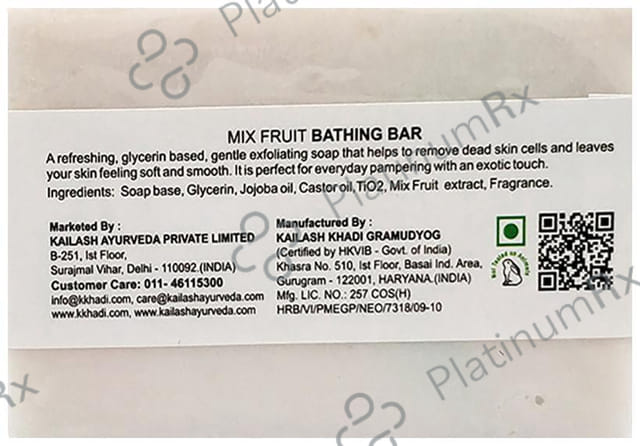 MIX FRUIT BATHING BAR
A refreshing, glycerin based, gentle exfoliating soap that helps to remove dead skin cells and leaves
your skin feeling soft and smooth. It is perfect for everyday pampering with an exotic touch.
Ingredients: Soap base, Glycerin, Jojoba oil, Castor oil, TiO2, Mix Fruit extract, Fragrance.
Marketed By :
KAILASH AYURVEDA PRIVATE LIMITED
B-251, Ist Floor,
Surajmal Vihar, Delhi - 110092.(INDIA)
Customer Care: 011- 46115300
info@kkhadi.com, care@kailashayurveda.com
www.kkhadi.com, www.kailashayurveda.com
Manufactured By :
KAILASH KHADI GRAMUDYOG
(Certified by HKVIB - Govt. of India)
Khasra No. 510, Ist Floor, Basai Ind. Area,
Gurugram - 122001, HARYANA.(INDIA)
Mfg. LIC. NO.: 257 COS(H)
HRB/VI/PMEGP/NEO/7318/09-10
Not Tested on Animals
PlatinumRx
PlatinumRx
PlatinumRx
Rx